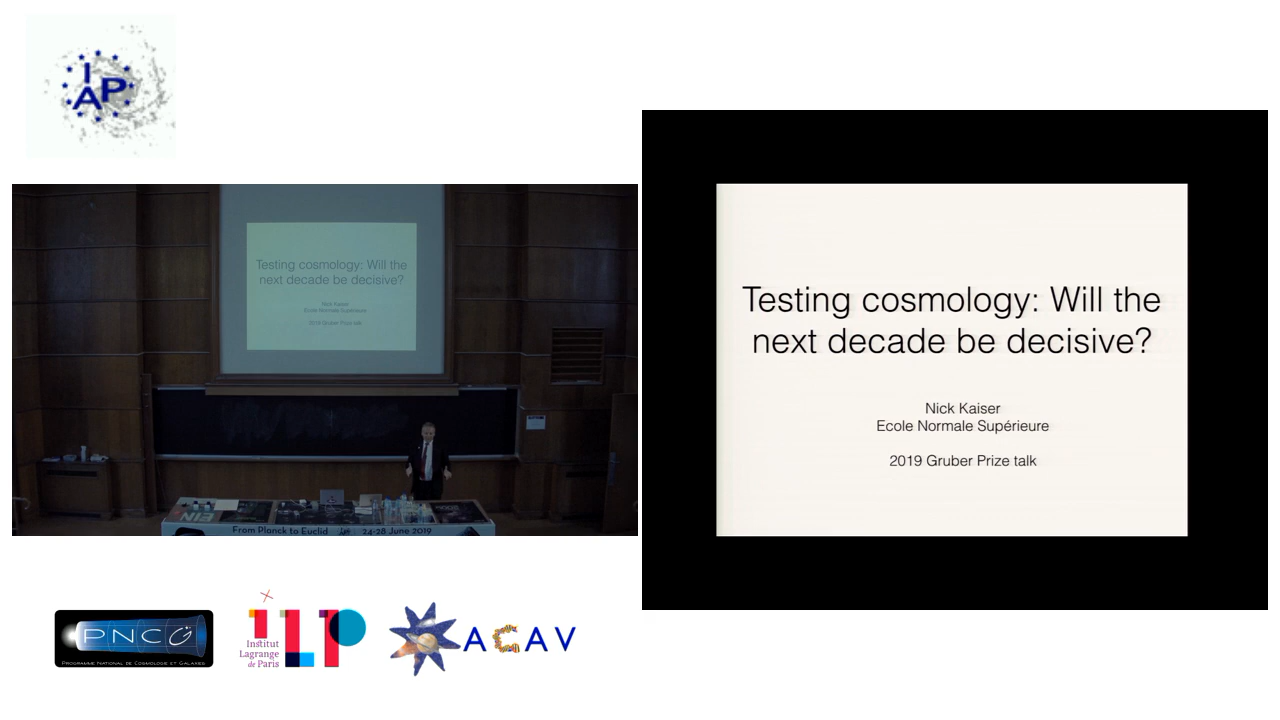 IAP
Testing cosmology: Will the
next decade be decisive?
Nick Kaiser
Ecole Normale Supérieure
2019 Gruber Prize talk
From Planck to Euclid
24-28 June 2019
Testing cosmology: Will the
next decade be decisive?
Nick Kaiser
Ecole Normale Supérieure
2019 Gruber Prize talk
PNCG
PROGRAMME NATIONAL DE COSMOLOGIE ET GALAXIES
iLP
Institut
Lagrange
de Paris
ACAV